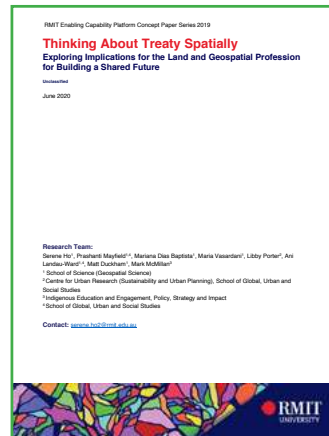 RMIT Enabling Capability Platform Concept Paper Series 2019
Thinking About Treaty Spatially
Exploring Implications for the Land and Geospatial Profession
for Building a Shared Future
Unclassified
June 2020
Research Team:
Serene Ho¹, Prashanti Mayfield¹˒², Mariana Dias Baptista¹, Maria Vasardani¹, Libby Porter², Ani
Landau-Ward¹˒⁴, Matt Duckham¹, Mark McMillan³
¹ School of Science (Geospatial Science)
² Centre for Urban Research (Sustainability and Urban Planning), School of Global, Urban and
Social Studies
³ Indigenous Education and Engagement, Policy, Strategy and Impact
⁴ School of Global, Urban and Social Studies
Contact: serene.ho2@rmit.edu.au
RMIT
UNIVERSITY